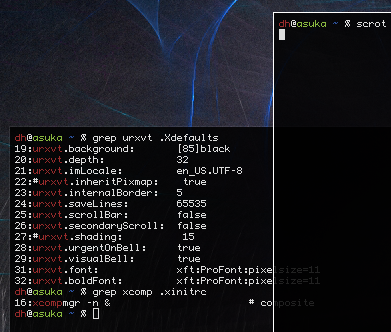 dh@asuka ~ % scrot
dh@asuka ~ % grep urxvt .Xdefaults
19:urxvt.background: [85]black
20:urxvt.depth: 32
21:urxvt.imLocale: en_US.UTF-8
22:#urxvt.inheritPixmap: true
23:urxvt.internalBorder: 5
24:urxvt.saveLines: 65535
25:urxvt.scrollBar: false
26:urxvt.secondaryScroll: false
27:#urxvt.shading: 15
28:urxvt.urgentOnBell: true
29:urxvt.visualBell: true
31:urxvt.font: xft:ProFont:pixelsize=11
32:urxvt.boldFont: xft:ProFont:pixelsize=11
dh@asuka ~ % grep xcomp .xinitrc
16:xcompmgr -n & # composite
dh@asuka ~ %